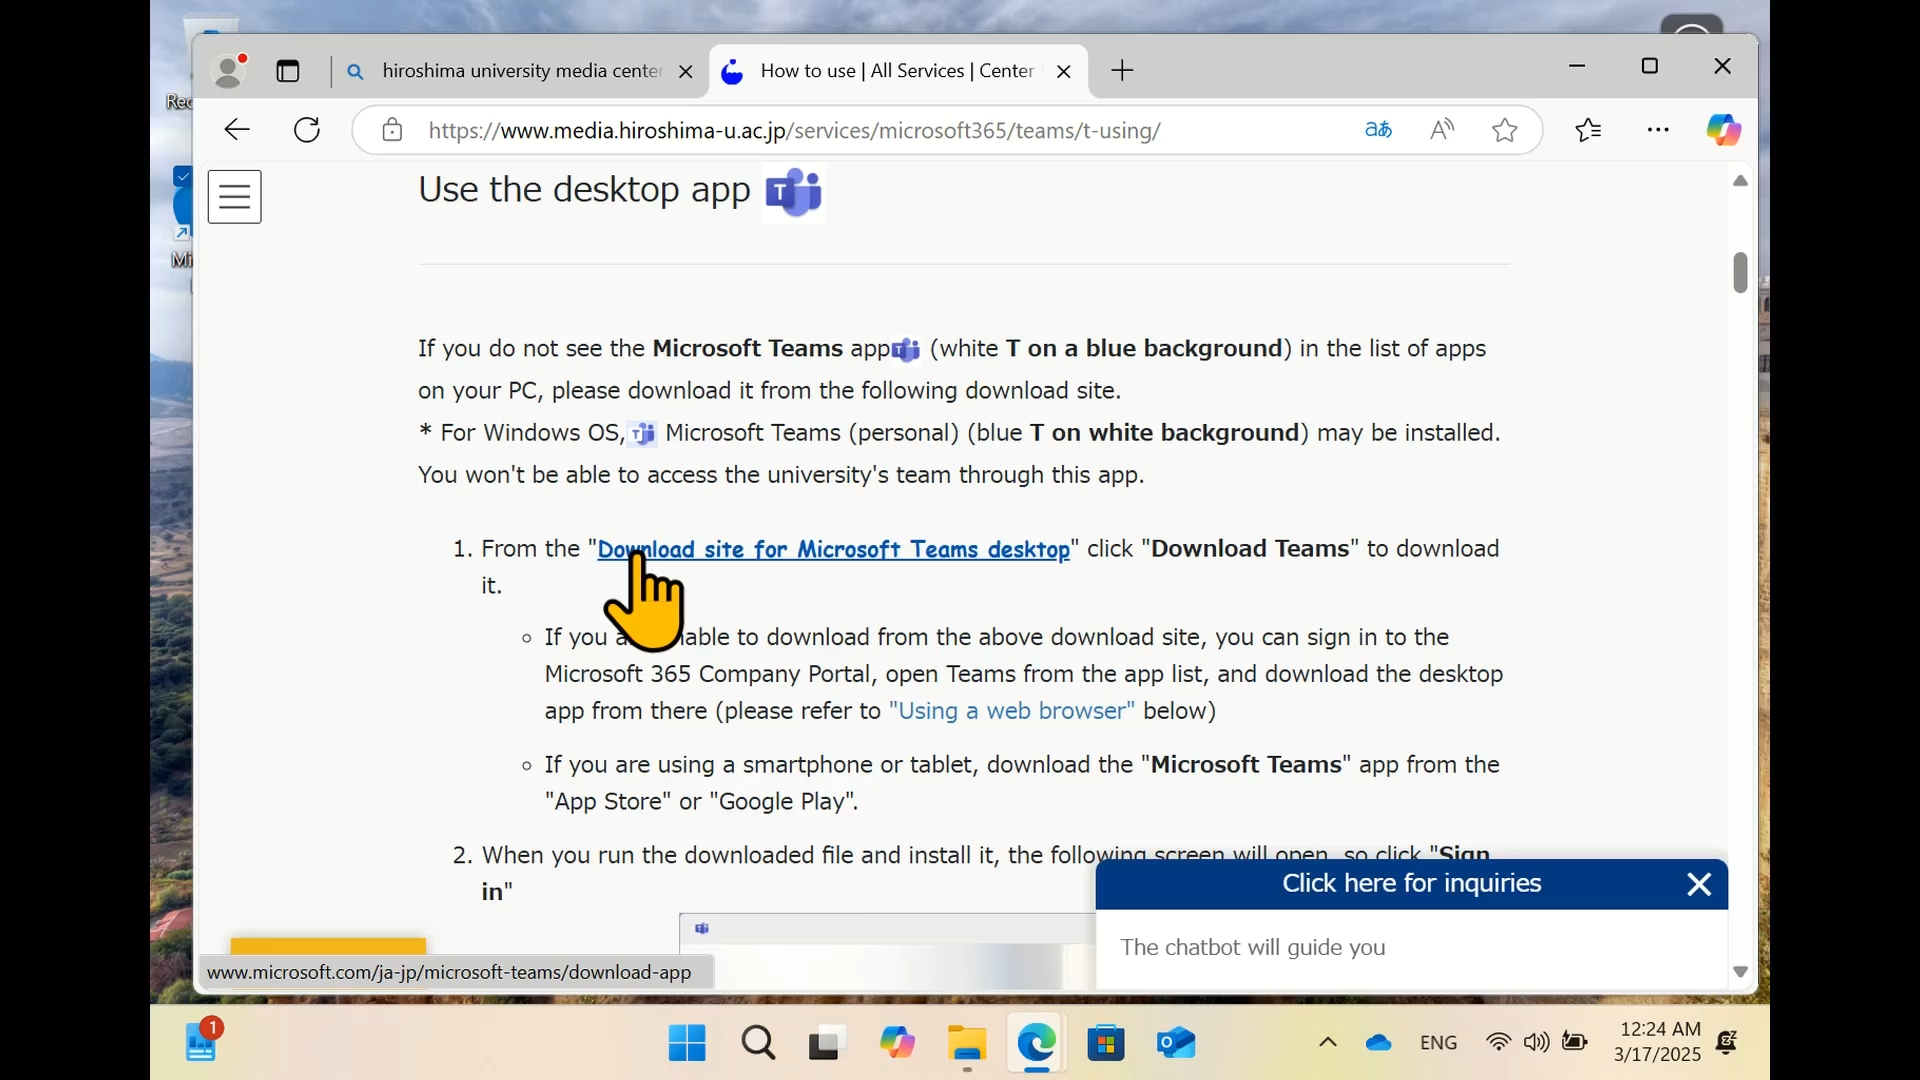 hiroshima university media center
How to use | All Services | Center
https://www.media.hiroshima-u.ac.jp/services/microsoft365/teams/t-using/
あ
Rec
Mi
Use the desktop app
If you do not see the Microsoft Teams app (white T on a blue background) in the list of apps
on your PC, please download it from the following download site.
* For Windows OS, Microsoft Teams (personal) (blue T on white background) may be installed.
You won't be able to access the university's team through this app.
1. From the "Download site for Microsoft Teams desktop" click "Download Teams" to download
it.
If you a nable to download from the above download site, you can sign in to the
Microsoft 365 Company Portal, open Teams from the app list, and download the desktop
app from there (please refer to "Using a web browser" below)
If you are using a smartphone or tablet, download the "Microsoft Teams" app from the
"App Store" or "Google Play".
2. When you run the downloaded file and install it, the following screen will open, so click "Sign
in"
Click here for inquiries
The chatbot will guide you
www.microsoft.com/ja-jp/microsoft-teams/download-app
1
ENG
12:24 AM
3/17/2025